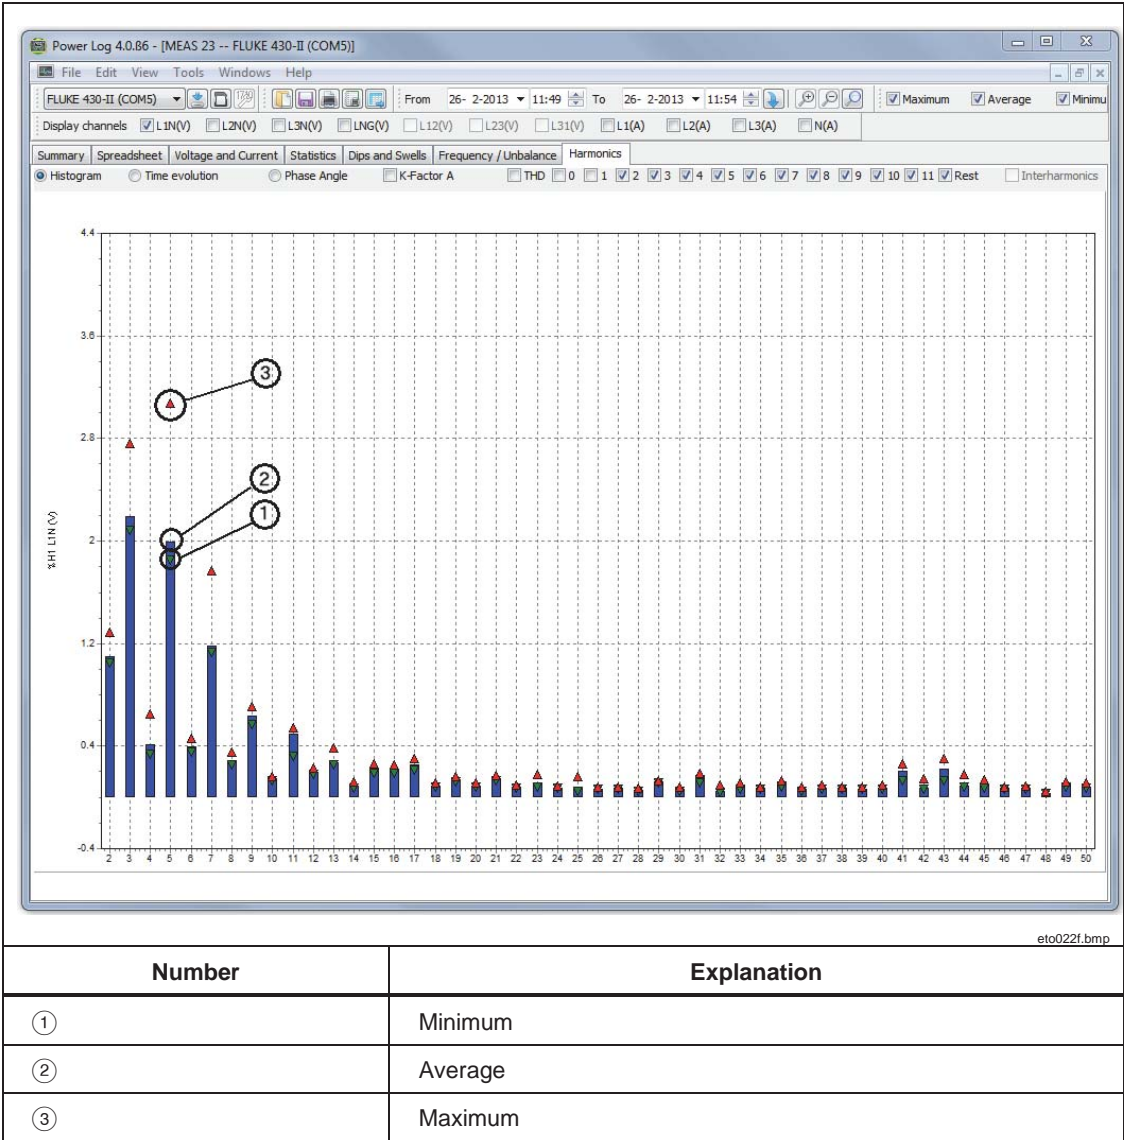 Power Log 4.0.ß6 - [MEAS 23 -- FLUKE 430-II (COM5)]
File Edit View Tools Windows Help
FLUKE 430-II (COM5) From 26- 2-2013 11:49 To 26- 2-2013 11:54 Maximum Average Minimu
Display channels L1N(V) L2N(V) L3N(V) LNG(V) L12(V) L23(V) L31(V) L1(A) L2(A) L3(A) N(A)
Summary Spreadsheet Voltage and Current Statistics Dips and Swells Frequency / Unbalance Harmonics
Histogram Time evolution Phase Angle K-Factor A THD 0 1 2 3 4 5 6 7 8 9 10 11 Rest Interharmonics
4.4
3.6
3
2.8
2
1
2
%H1 L1N (V)
1.2
0.4
-0.4
2 3 4 5 6 7 8 9 10 11 12 13 14 15 16 17 18 19 20 21 22 23 24 25 26 27 28 29 30 31 32 33 34 35 36 37 38 39 40 41 42 43 44 45 46 47 48 49 50
eto022f.bmp
Number Explanation
① Minimum
② Average
③ Maximum